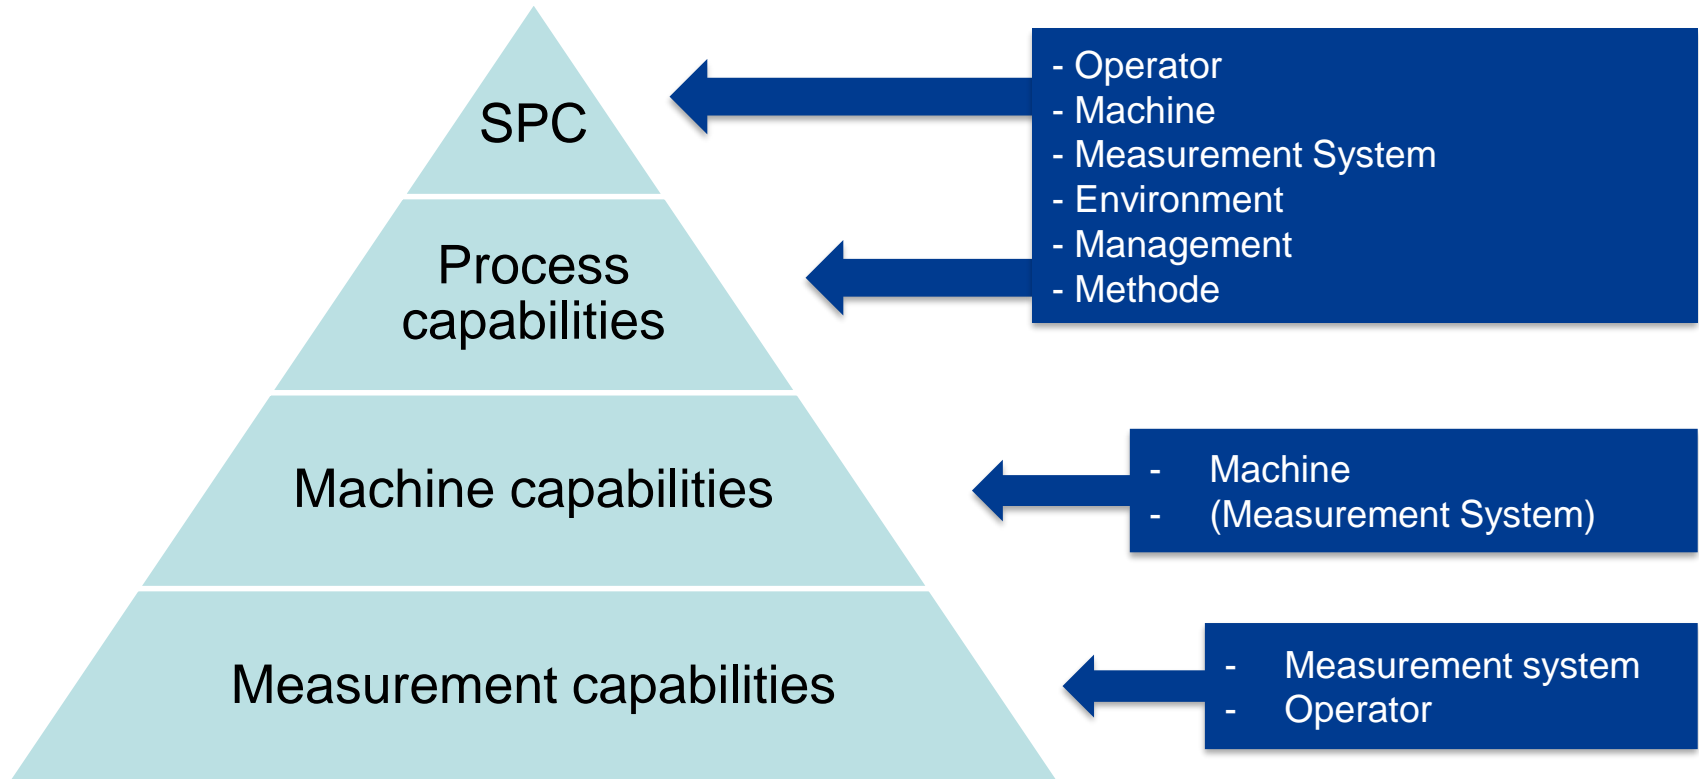 SPC
Process
capabilities
Machine capabilities
Measurement capabilities
- Operator
- Machine
- Measurement System
- Environment
- Management
- Methode
- Machine
- (Measurement System)
- Measurement system
- Operator